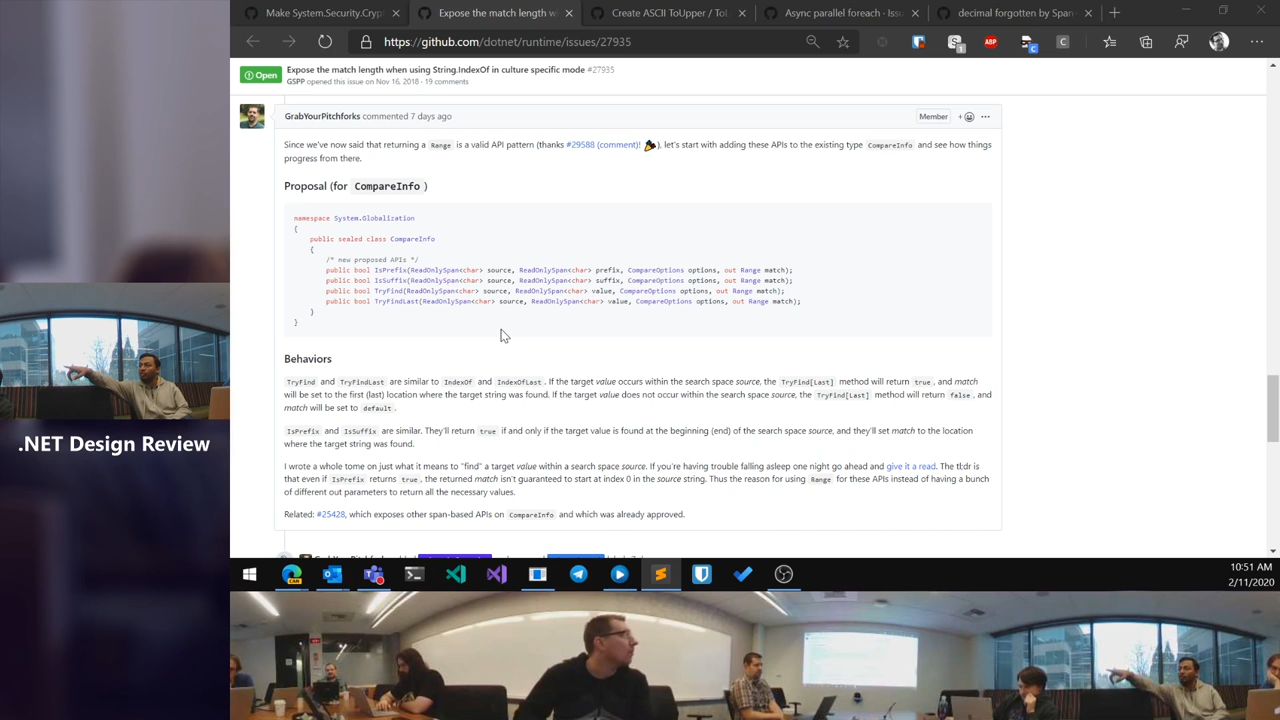 Make System.Security.Cryp
Expose the match length w
Create ASCII ToUpper / ToL
Async parallel foreach · Issu
decimal forgotten by Span
https://github.com/dotnet/runtime/issues/27935
Open
Expose the match length when using String.IndexOf in culture specific mode #27935
GSPP opened this issue on Nov 16, 2018 · 19 comments
GrabYourPitchforks commented 7 days ago
Member
Since we've now said that returning a Range is a valid API pattern (thanks #29588 (comment)! ), let's start with adding these APIs to the existing type CompareInfo and see how things
progress from there.
Proposal (for CompareInfo )
namespace System.Globalization
{
public sealed class CompareInfo
{
/* new proposed APIs */
public bool IsPrefix(ReadOnlySpan<char> source, ReadOnlySpan<char> prefix, CompareOptions options, out Range match);
public bool IsSuffix(ReadOnlySpan<char> source, ReadOnlySpan<char> suffix, CompareOptions options, out Range match);
public bool TryFind(ReadOnlySpan<char> source, ReadOnlySpan<char> value, CompareOptions options, out Range match);
public bool TryFindLast(ReadOnlySpan<char> source, ReadOnlySpan<char> value, CompareOptions options, out Range match);
}
}
Behaviors
TryFind and TryFindLast are similar to IndexOf and IndexOfLast. If the target value occurs within the search space source, the TryFind[Last] method will return true, and match
will be set to the first (last) location where the target string was found. If the target value does not occur within the search space source, the TryFind[Last] method will return false, and
match will be set to default.
IsPrefix and IsSuffix are similar. They'll return true if and only if the target value is found at the beginning (end) of the search space source, and they'll set match to the location
where the target string was found.
I wrote a whole tome on just what it means to "find" a target value within a search space source. If you're having trouble falling asleep one night go ahead and give it a read. The tl;dr is
that even if IsPrefix returns true, the returned match isn't guaranteed to start at index 0 in the source string. Thus the reason for using Range for these APIs instead of having a bunch
of different out parameters to return all the necessary values.
Related: #25428, which exposes other span-based APIs on CompareInfo and which was already approved.
.NET Design Review
10:51 AM
2/11/2020